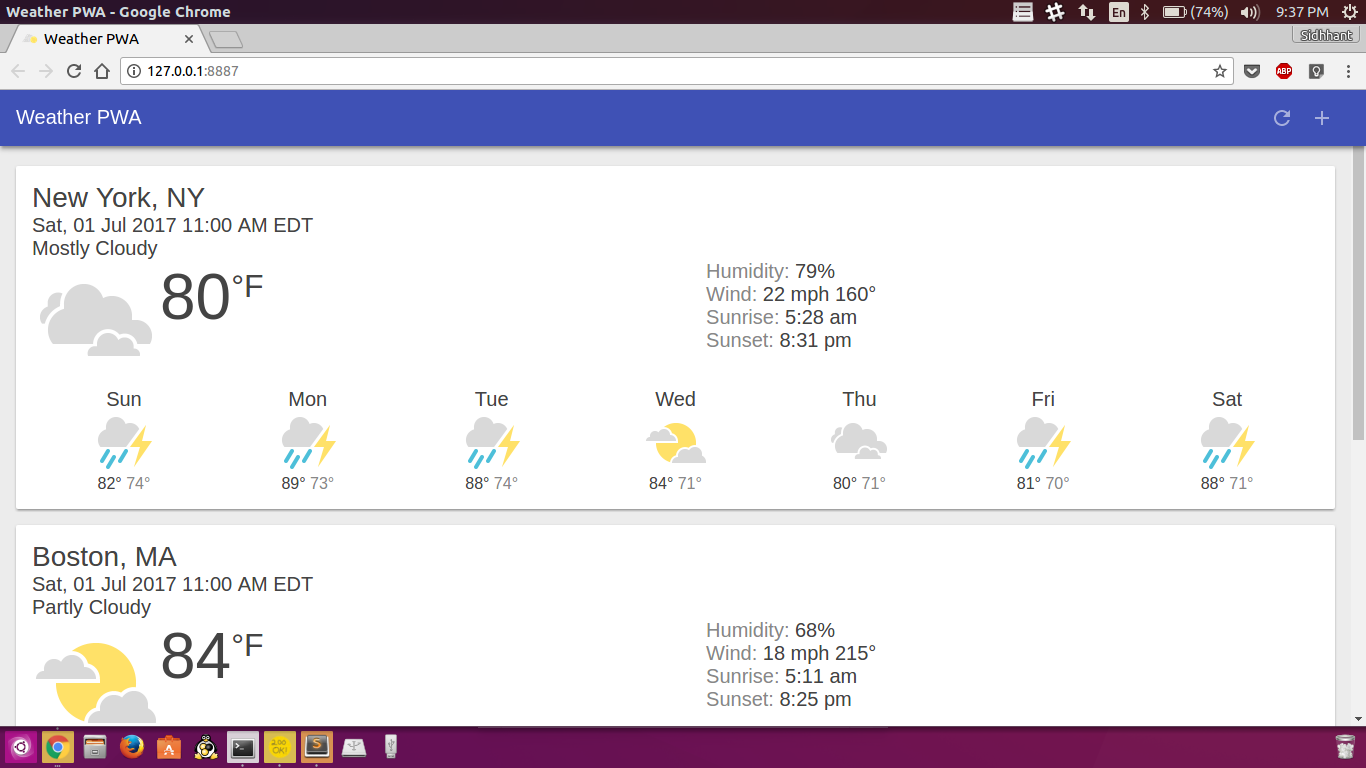 Weather PWA - Google Chrome
En
(74%)
9:37 PM
Weather PWA
Sidhhant
127.0.0.1:8887
ABP
Weather PWA
New York, NY
Sat, 01 Jul 2017 11:00 AM EDT
Mostly Cloudy
80°F
Humidity: 79%
Wind: 22 mph 160°
Sunrise: 5:28 am
Sunset: 8:31 pm
Sun Mon Tue Wed Thu Fri Sat
82° 74° 89° 73° 88° 74° 84° 71° 80° 71° 81° 70° 88° 71°
Boston, MA
Sat, 01 Jul 2017 11:00 AM EDT
Partly Cloudy
84°F
Humidity: 68%
Wind: 18 mph 215°
Sunrise: 5:11 am
Sunset: 8:25 pm
S